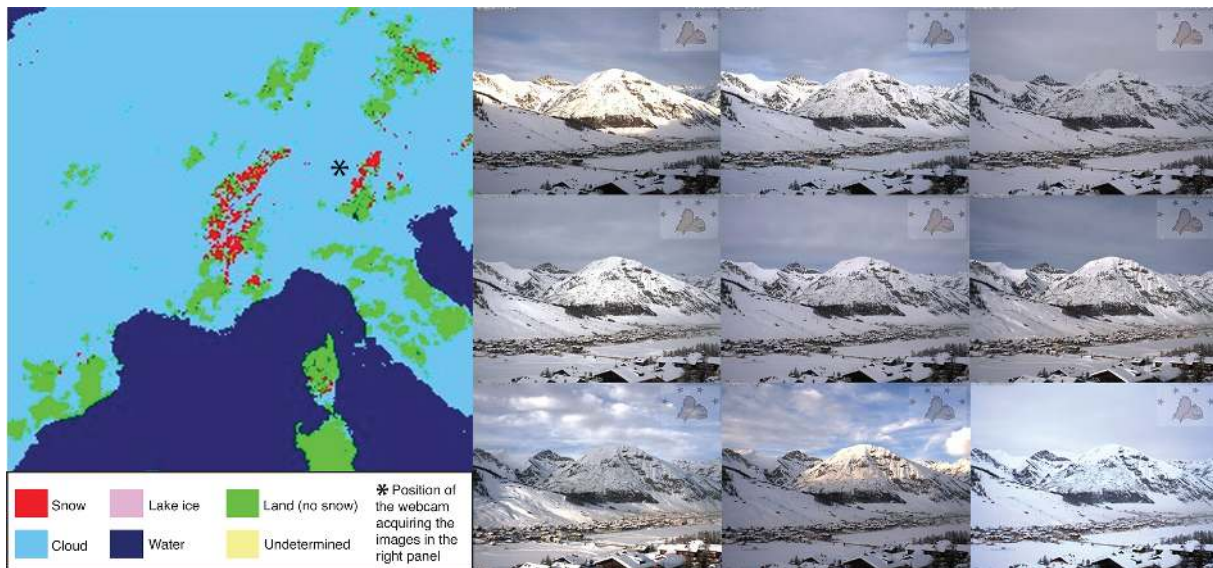 Snow
Lake ice
Land (no snow)
Cloud
Water
Undetermined
* Position of
the webcam
acquiring the
images in the
right panel